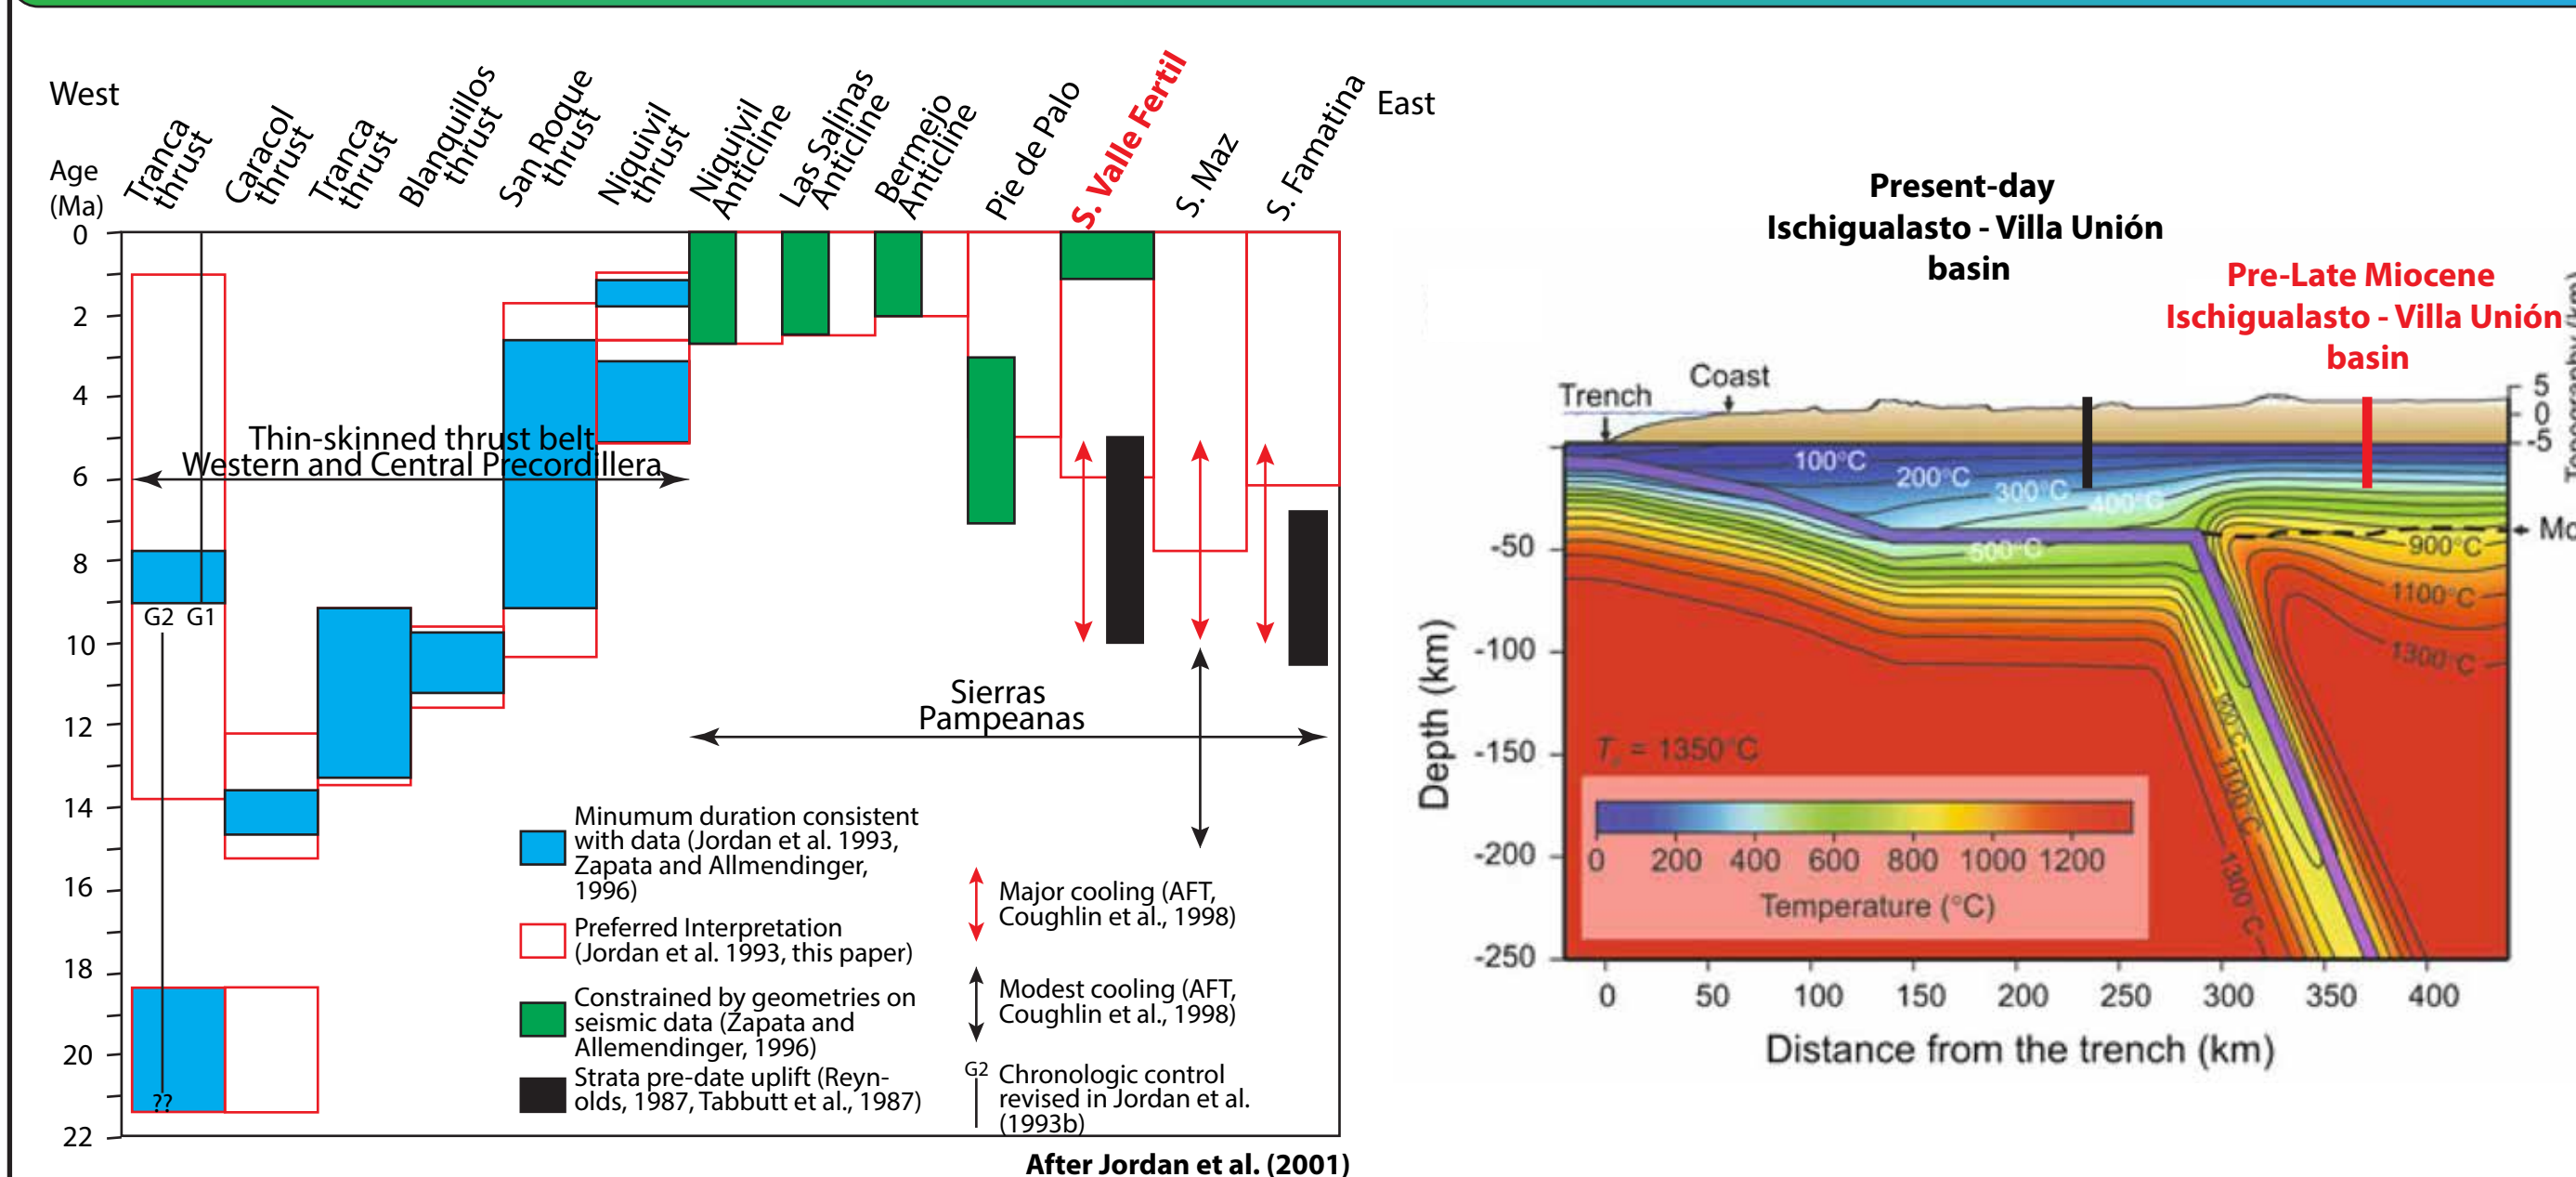 West
East
Age
(Ma)
Tranca
thrust
Caracol
thrust
Tranca
thrust
Blanquillos
thrust
San Roque
thrust
Niquivil
thrust
Niquivil
Anticline
Las Salinas
Anticline
Bermejo
Anticline
Pie de Palo
S. Valle Fertil
S. Maz
S. Famatina
0
2
4
6
8
10
12
14
16
18
20
22
Thin-skinned thrust belt
Western and Central Precordillera
G2 G1
??
Sierras
Pampeanas
Minumum duration consistent
with data (Jordan et al. 1993,
Zapata and Allmendinger,
1996)
Preferred Interpretation
(Jordan et al. 1993, this paper)
Constrained by geometries on
seismic data (Zapata and
Allemendinger, 1996)
Strata pre-date uplift (Reyn-
olds, 1987, Tabbutt et al., 1987)
Major cooling (AFT,
Coughlin et al., 1998)
Modest cooling (AFT,
Coughlin et al., 1998)
G2
Chronologic control
revised in Jordan et al.
(1993b)
After Jordan et al. (2001)
Present-day
Ischigualasto - Villa Unión
basin
Pre-Late Miocene
Ischigualasto - Villa Unión
basin
Trench
Coast
5
0
-5
100°C
200°C
300°C
400°C
500°C
900°C
1100°C
1300°C
1100°C
1300°C
-50
-100
-150
-200
-250
Depth (km)
= 1350°C
0 200 400 600 800 1000 1200
Temperature (°C)
0 50 100 150 200 250 300 350 400
Distance from the trench (km)